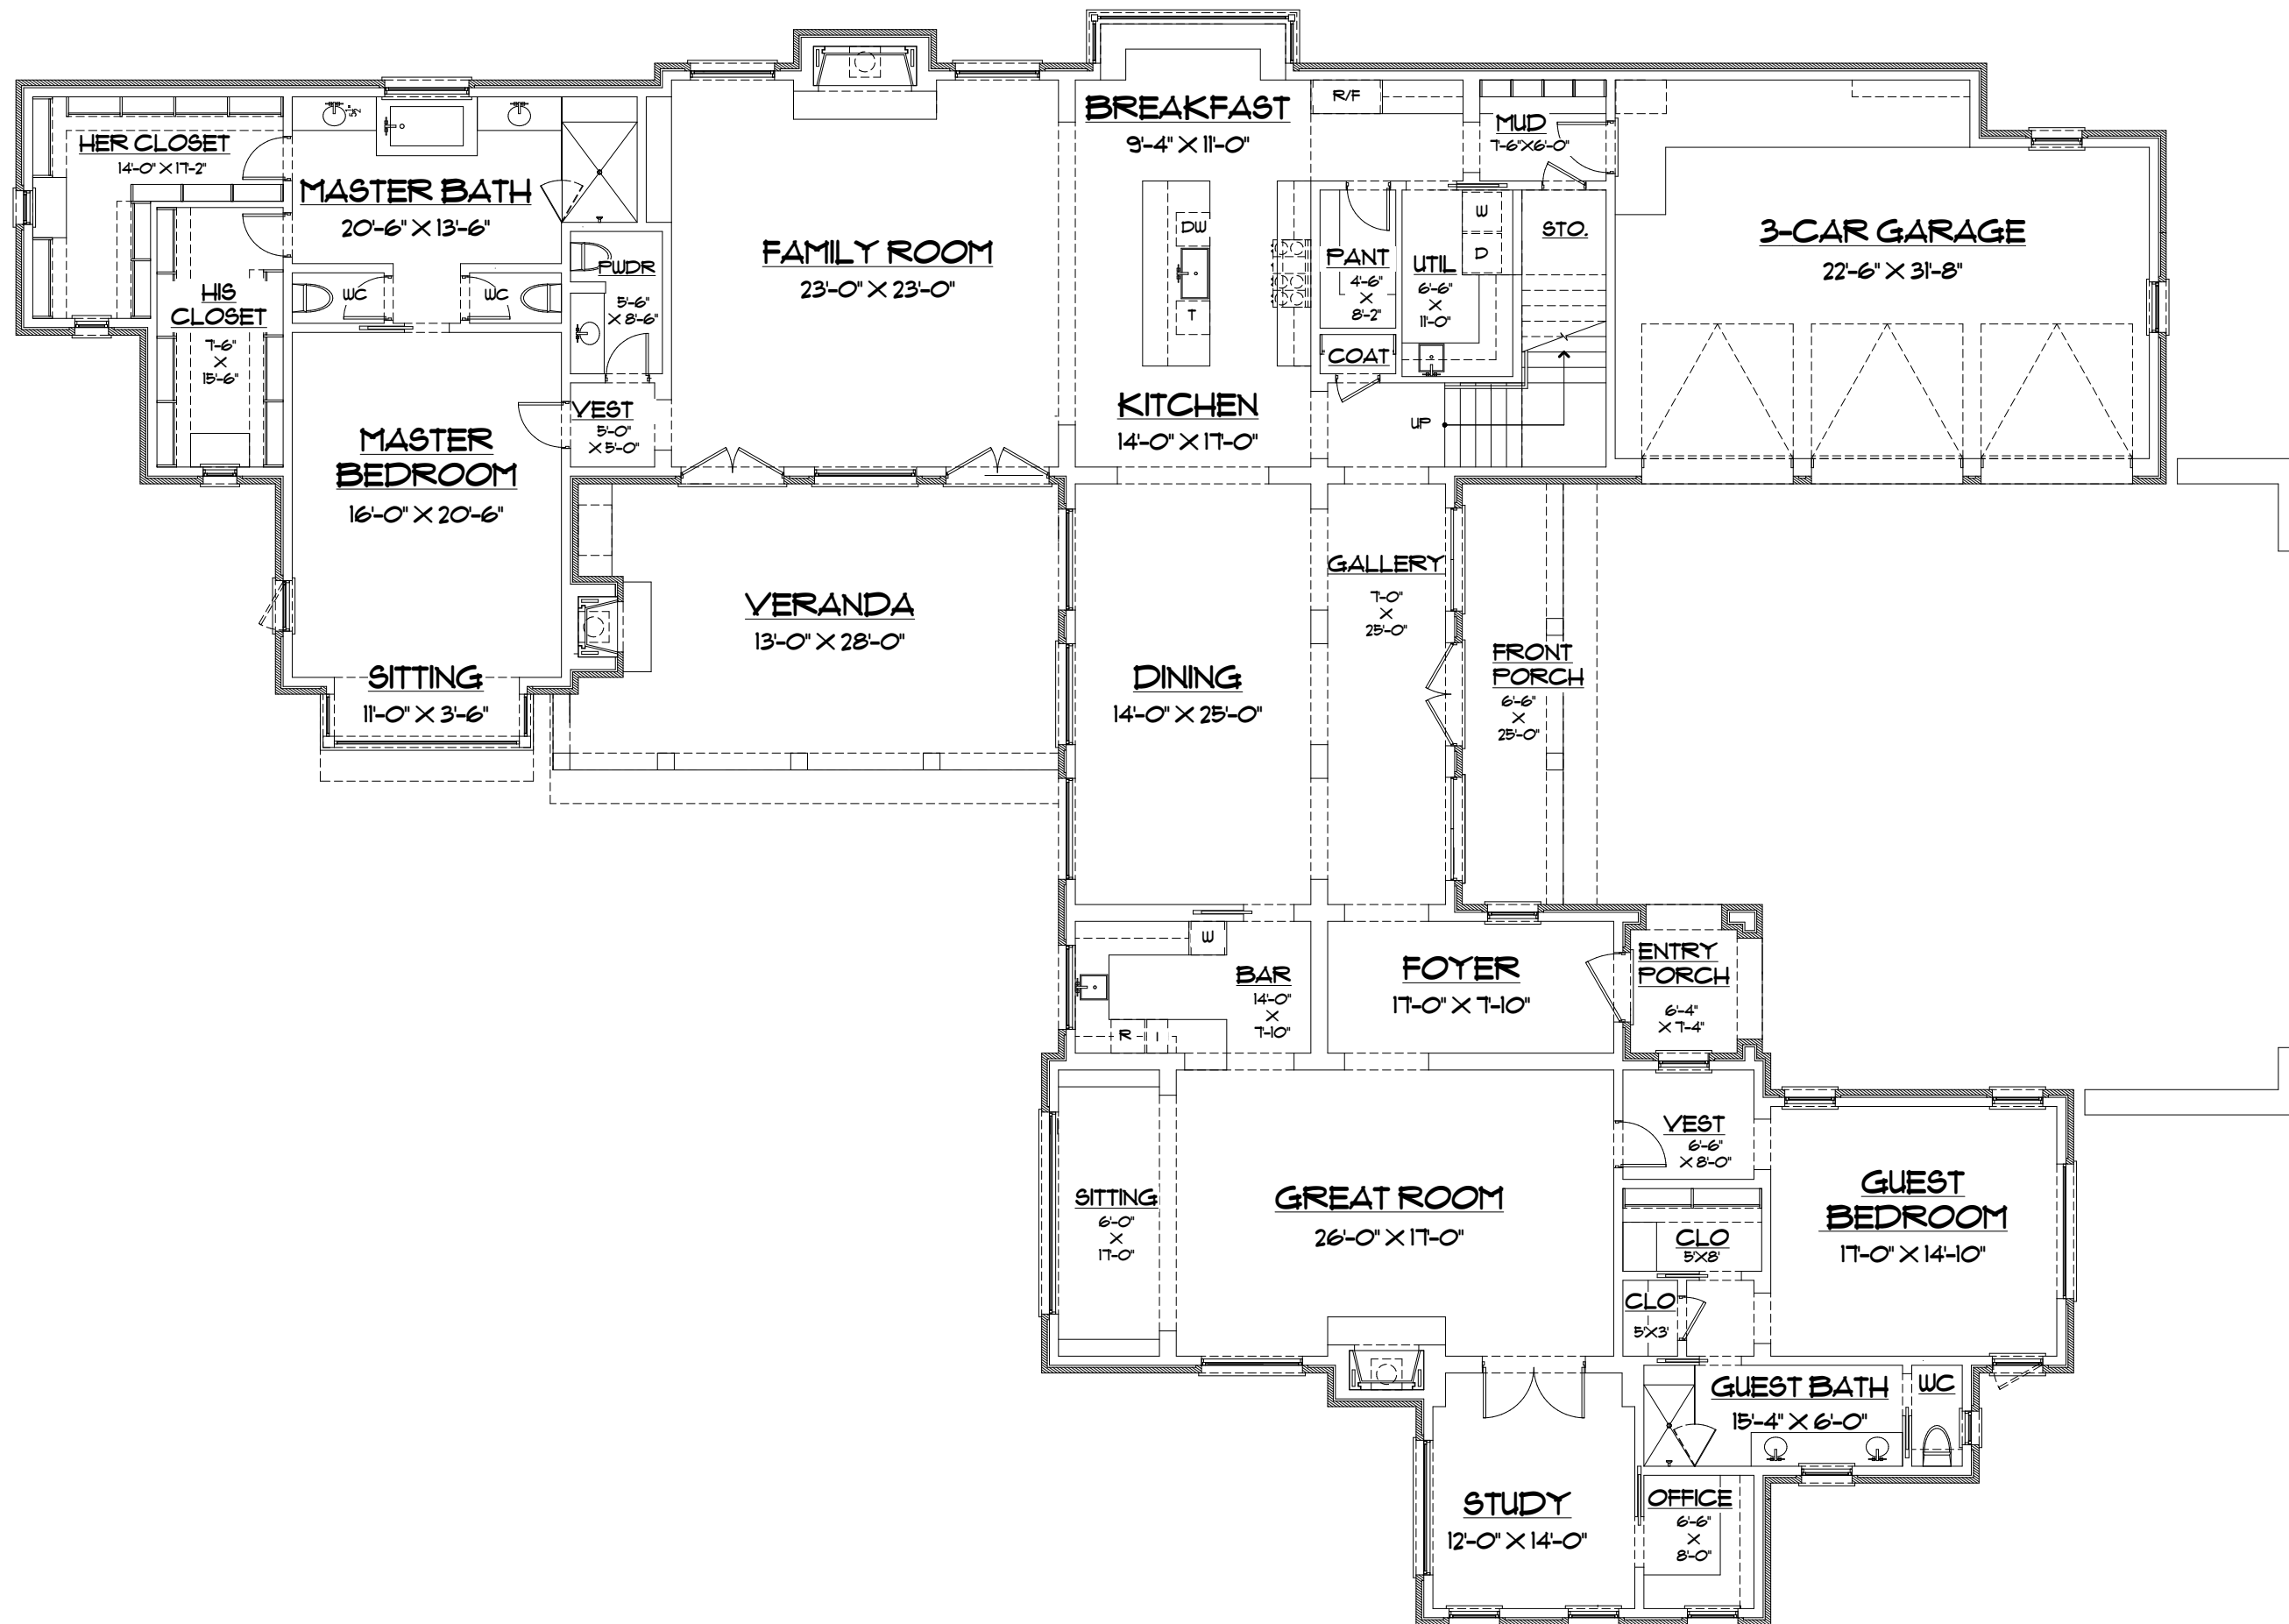 BREAKFAST
9'-4" X 11'-0"
R/F
MUD
7'-6"X6'-0"
HER CLOSET
14'-0" X 17'-2"
5 1/2"
MASTER BATH
20'-6" X 13'-6"
FAMILY ROOM
23'-0" X 23'-0"
DW
T
PANT
4'-6"
X
8'-2"
UTIL
6'-6"
X
11'-0"
W
D
STO.
3-CAR GARAGE
22'-6" X 31'-8"
PWDR
5'-6"
X 8'-6"
WC
WC
HIS
CLOSET
7'-6"
X
15'-6"
COAT
VEST
5'-0"
X 5'-0"
KITCHEN
14'-0" X 17'-0"
UP
MASTER
BEDROOM
16'-0" X 20'-6"
GALLERY
7'-0"
X
25'-0"
VERANDA
13'-0" X 28'-0"
SITTING
11'-0" X 3'-6"
DINING
14'-0" X 25'-0"
FRONT
PORCH
6'-6"
X
25'-0"
W
BAR
14'-0"
X
7'-10"
R
I
FOYER
17'-0" X 7'-10"
ENTRY
PORCH
6'-4"
X 7'-4"
VEST
6'-6"
X 8'-0"
SITTING
6'-0"
X
17'-0"
GREAT ROOM
26'-0" X 17'-0"
GUEST
BEDROOM
17'-0" X 14'-10"
CLO
5'X8'
CLO
5'X3'
GUEST BATH
15'-4" X 6'-0"
WC
STUDY
12'-0" X 14'-0"
OFFICE
6'-6"
X
8'-0"